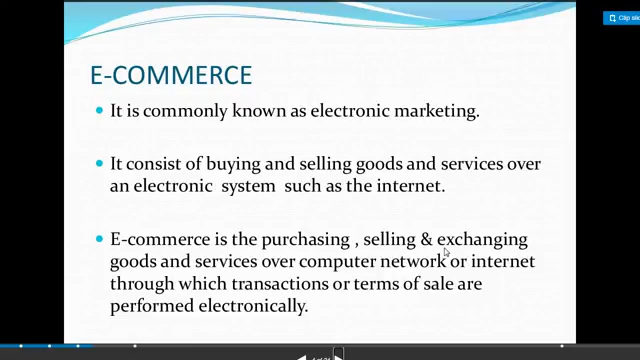 Clip slid
E-COMMERCE
It is commonly known as electronic marketing.
It consist of buying and selling goods and services over
an electronic system such as the internet.
E-commerce is the purchasing , selling & exchanging
goods and services over computer network or internet
through which transactions or terms of sale are
performed electronically.